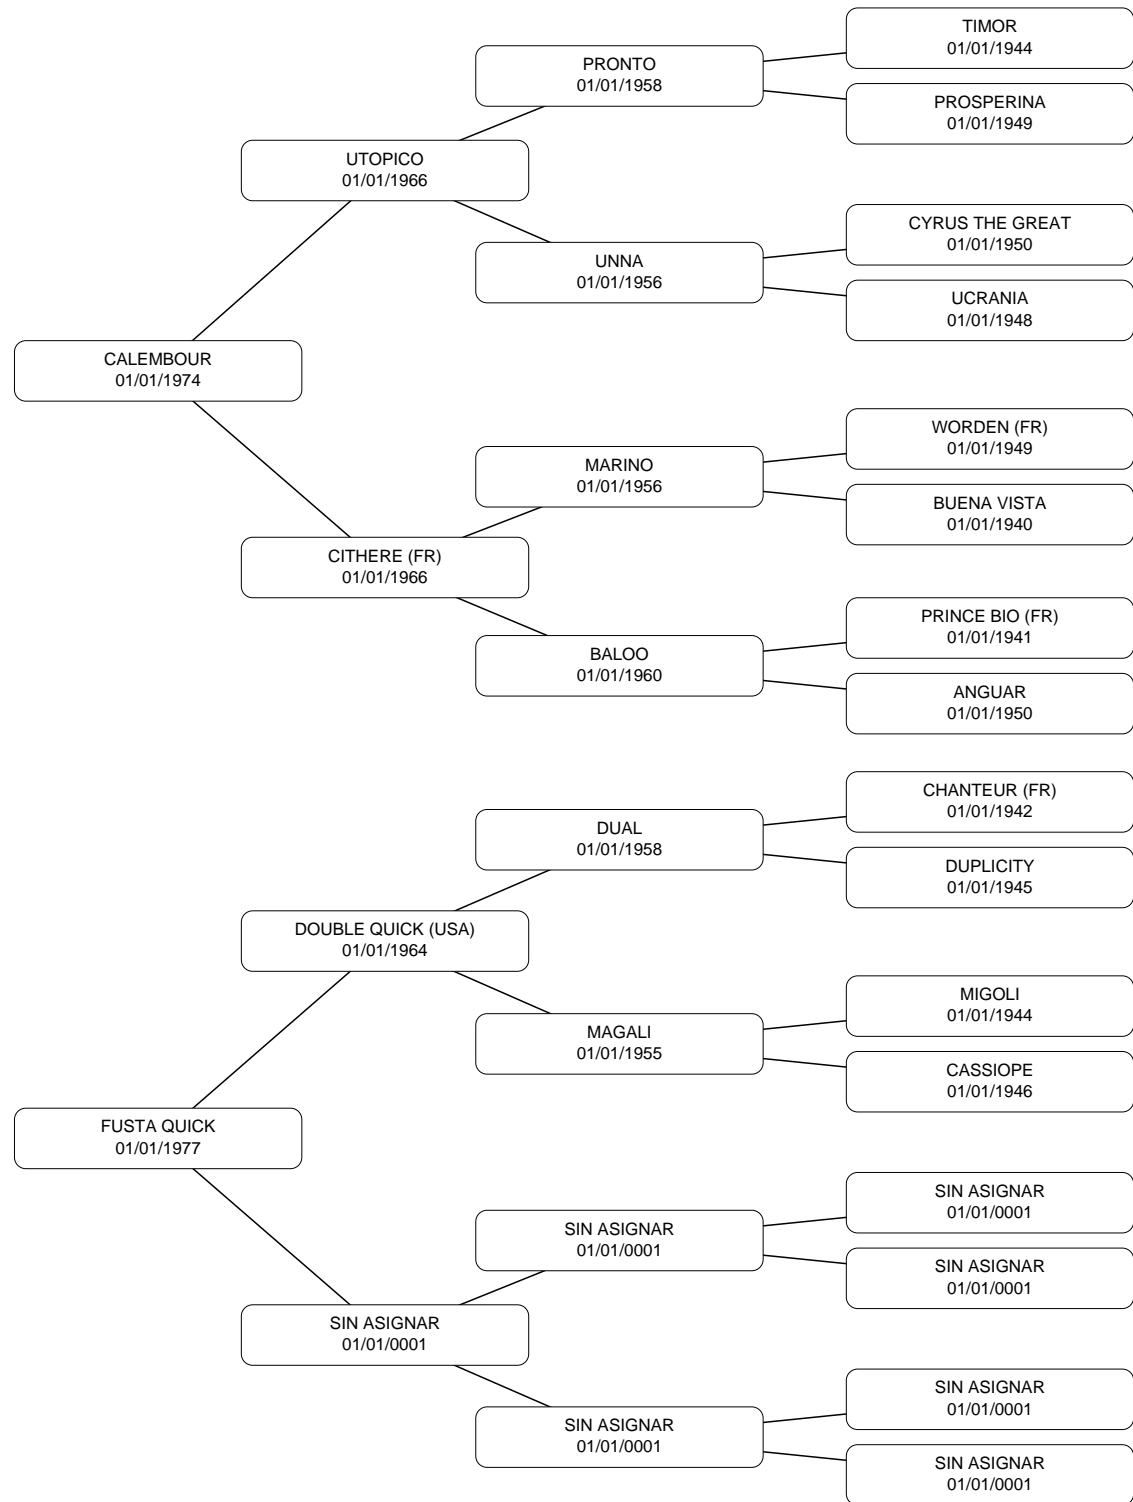 TIMOR
01/01/1944
PRONTO
01/01/1958
PROSPERINA
01/01/1949
UTOPICO
01/01/1966
CYRUS THE GREAT
01/01/1950
UNNA
01/01/1956
UCRANIA
01/01/1948
CALEMBOUR
01/01/1974
WORDEN (FR)
01/01/1949
MARINO
01/01/1956
BUENA VISTA
01/01/1940
CITHERE (FR)
01/01/1966
PRINCE BIO (FR)
01/01/1941
BALOO
01/01/1960
ANGUAR
01/01/1950
CHANTEUR (FR)
01/01/1942
DUAL
01/01/1958
DUPLICITY
01/01/1945
DOUBLE QUICK (USA)
01/01/1964
MIGOLI
01/01/1944
MAGALI
01/01/1955
CASSIOPE
01/01/1946
FUSTA QUICK
01/01/1977
SIN ASIGNAR
01/01/0001
SIN ASIGNAR
01/01/0001
SIN ASIGNAR
01/01/0001
SIN ASIGNAR
01/01/0001
SIN ASIGNAR
01/01/0001
SIN ASIGNAR
01/01/0001
SIN ASIGNAR
01/01/0001